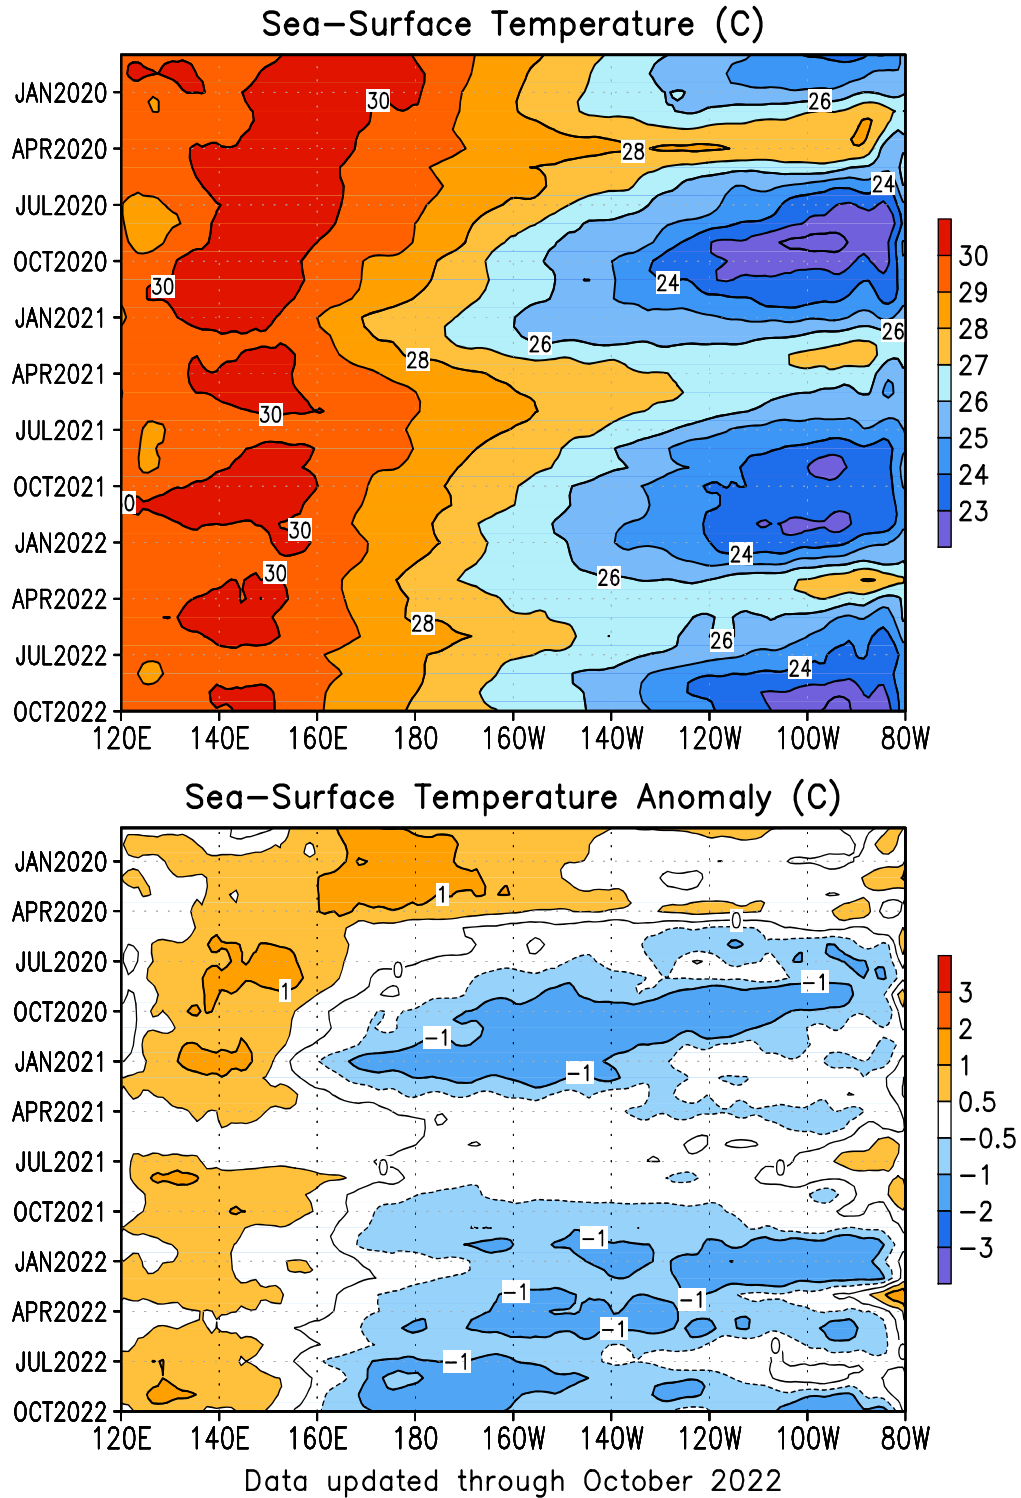 Sea-Surface Temperature (C)
JAN2020
APR2020
JUL2020
OCT2020
JAN2021
APR2021
JUL2021
OCT2021
JAN2022
APR2022
JUL2022
OCT2022
30
26
28
24
30
24
26
26
28
30
0
30
24
30
26
28
26
24
30
29
28
27
26
25
24
23
120E 140E 160E 180 160W 140W 120W 100W 80W
Sea-Surface Temperature Anomaly (C)
JAN2020
APR2020
JUL2020
OCT2020
JAN2021
APR2021
JUL2021
OCT2021
JAN2022
APR2022
JUL2022
OCT2022
1
0
0
-1
1
-1
-1
0
0
-1
-1
-1
-1
0
0
-1
3
2
1
0.5
-0.5
-1
-2
-3
120E 140E 160E 180 160W 140W 120W 100W 80W
Data updated through October 2022